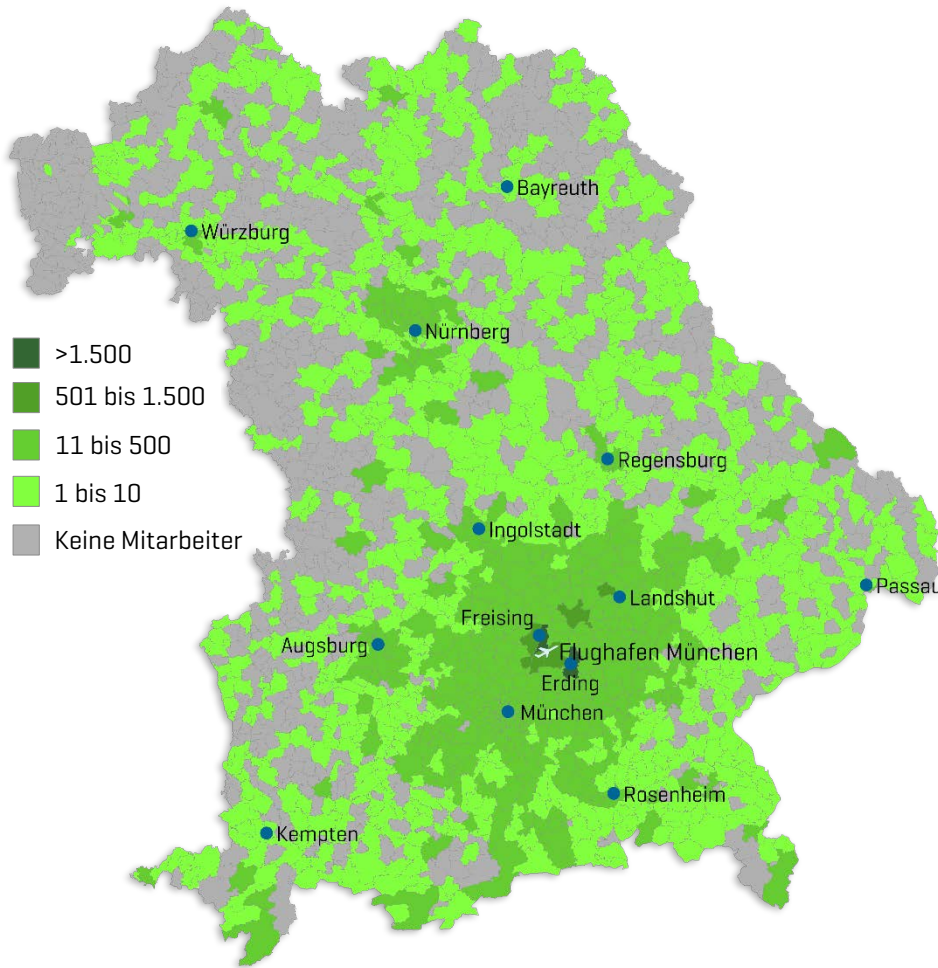 Bayreuth
Würzburg
Nürnberg
>1.500
501 bis 1.500
11 bis 500
1 bis 10
Keine Mitarbeiter
Regensburg
Ingolstadt
Passau
Landshut
Freising
Augsburg
Flughafen München
Erding
München
Rosenheim
Kempten